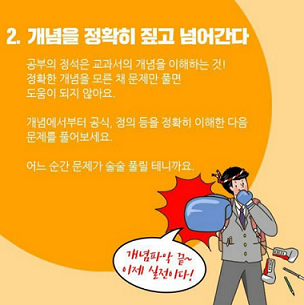 2. 개념을 정확히 짚고 넘어간다
공부의 정석은 교과서의 개념을 이해하는 것!
정확한 개념을 모른 채 문제만 풀면
도움이 되지 않아요.
개념에서부터 공식, 정의 등을 정확히 이해한 다음
문제를 풀어보세요.
어느 순간 문제가 술술 풀릴 테니까요.
개념파악 끝~
이제 실전이다!